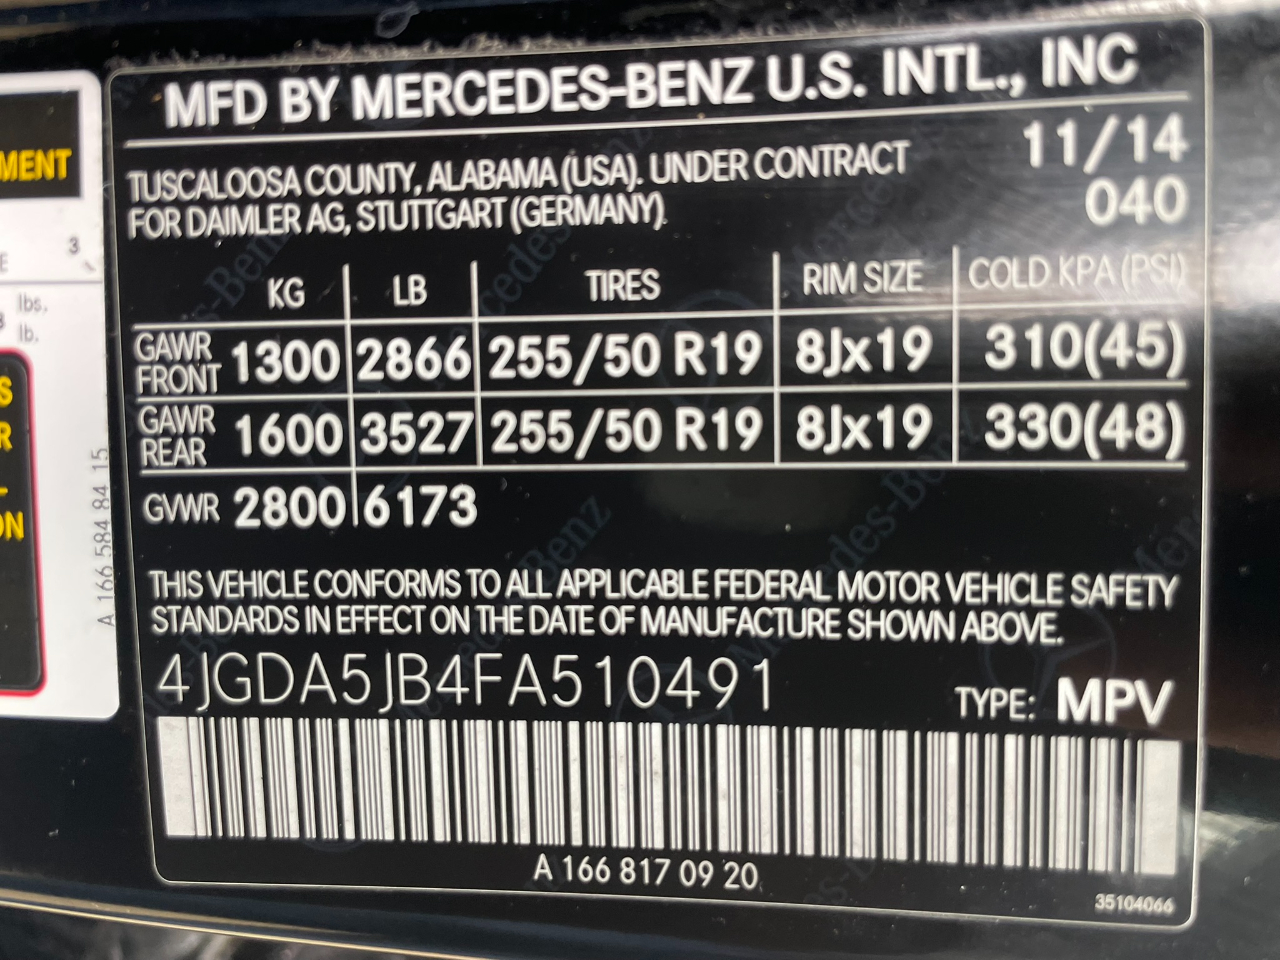 MFD BY MERCEDES-BENZ U.S. INTL., INC
TUSCALOOSA COUNTY, ALABAMA (USA). UNDER CONTRACT
FOR DAIMLER AG, STUTTGART (GERMANY).
11/14
040
KG LB TIRES RIM SIZE COLD KPA (PSI)
GAWR FRONT 1300 2866 255/50 R19 8Jx19 310(45)
GAWR REAR 1600 3527 255/50 R19 8Jx19 330(48)
GVWR 2800 6173
THIS VEHICLE CONFORMS TO ALL APPLICABLE FEDERAL MOTOR VEHICLE SAFETY
STANDARDS IN EFFECT ON THE DATE OF MANUFACTURE SHOWN ABOVE.
4JGDA5JB4FA510491
TYPE: MPV
A 166 817 09 20
35104066
A 166 584 84 15
MENT
3
lbs.
lb.